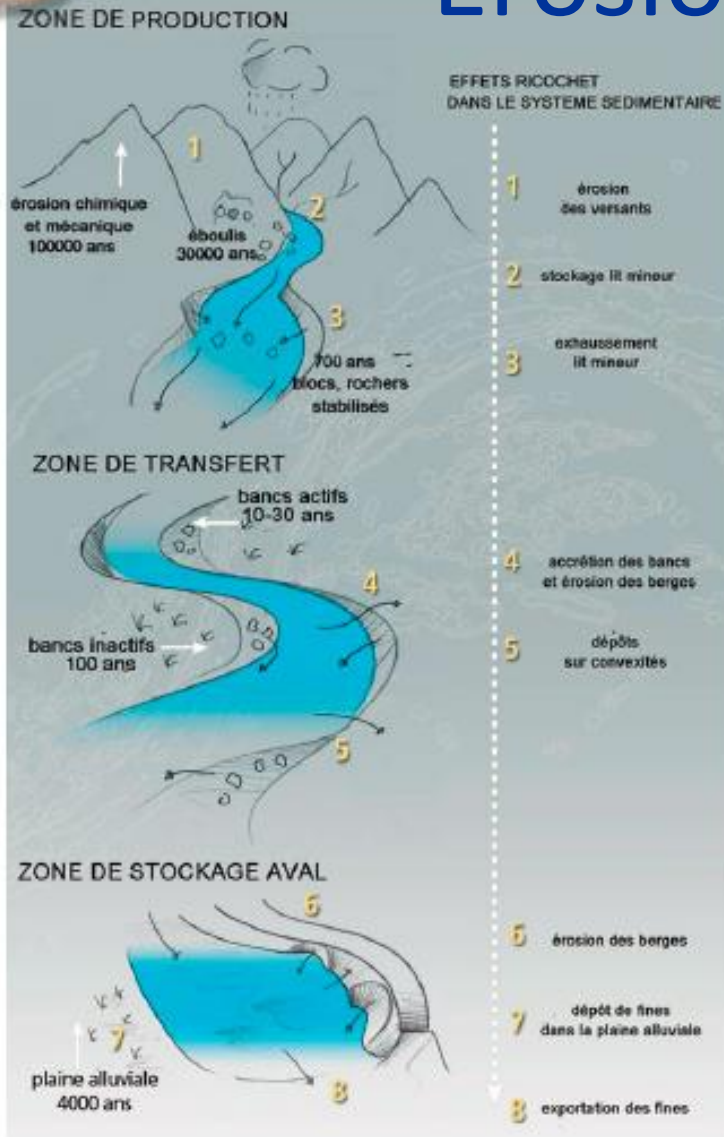 ZONE DE PRODUCTION
EFFETS RICOCHET
DANS LE SYSTEME SEDIMENTAIRE
1
érosion chimique
et mécanique
100000 ans
éboulis
30000 ans
2
3
700 ans
blocs, rochers
stabilisés
1 érosion
des versants
2 stockage lit mineur
3 exhaussement
lit mineur
ZONE DE TRANSFERT
bancs actifs
10-30 ans
4
bancs inactifs
100 ans
5
4 accrétion des bancs
et érosion des berges
5 dépôts
sur convexités
ZONE DE STOCKAGE AVAL
6
7
plaine alluviale
4000 ans
8
6 érosion des berges
7 dépôt de fines
dans la plaine alluviale
8 exportation des fines